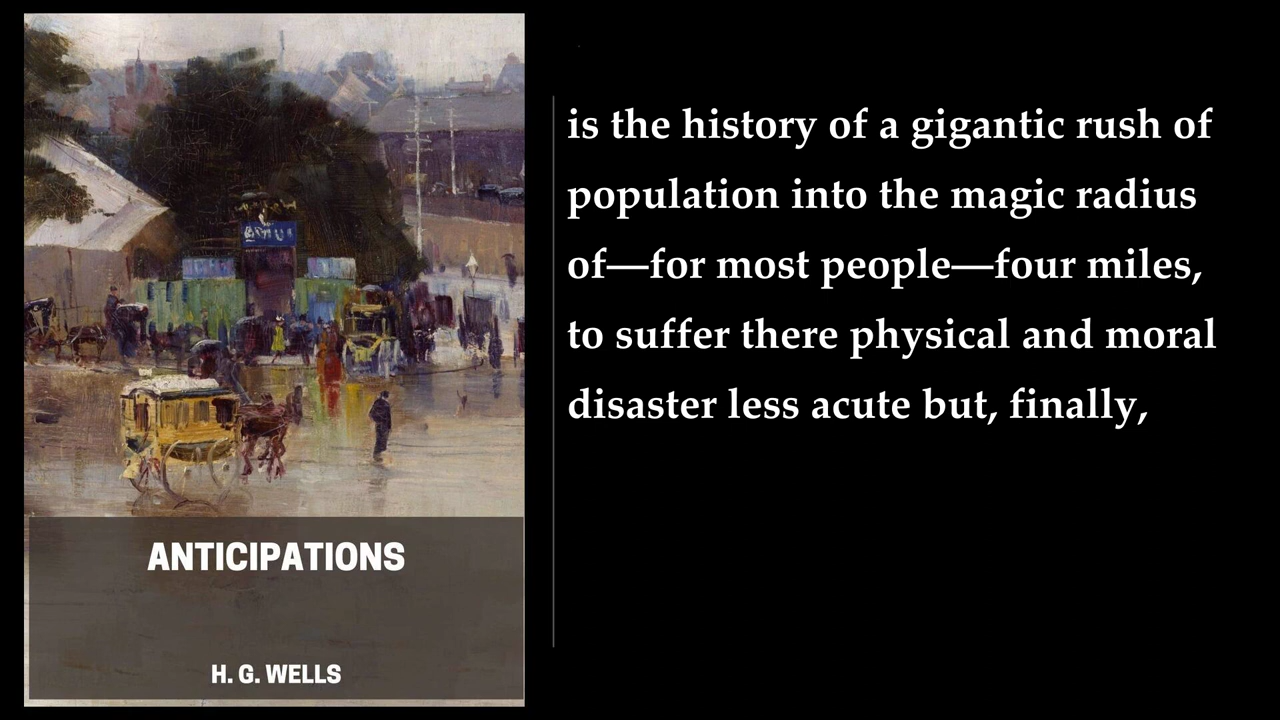 is the history of a gigantic rush of
population into the magic radius
of—for most people—four miles,
to suffer there physical and moral
disaster less acute but, finally,
ANTICIPATIONS
H. G. WELLS